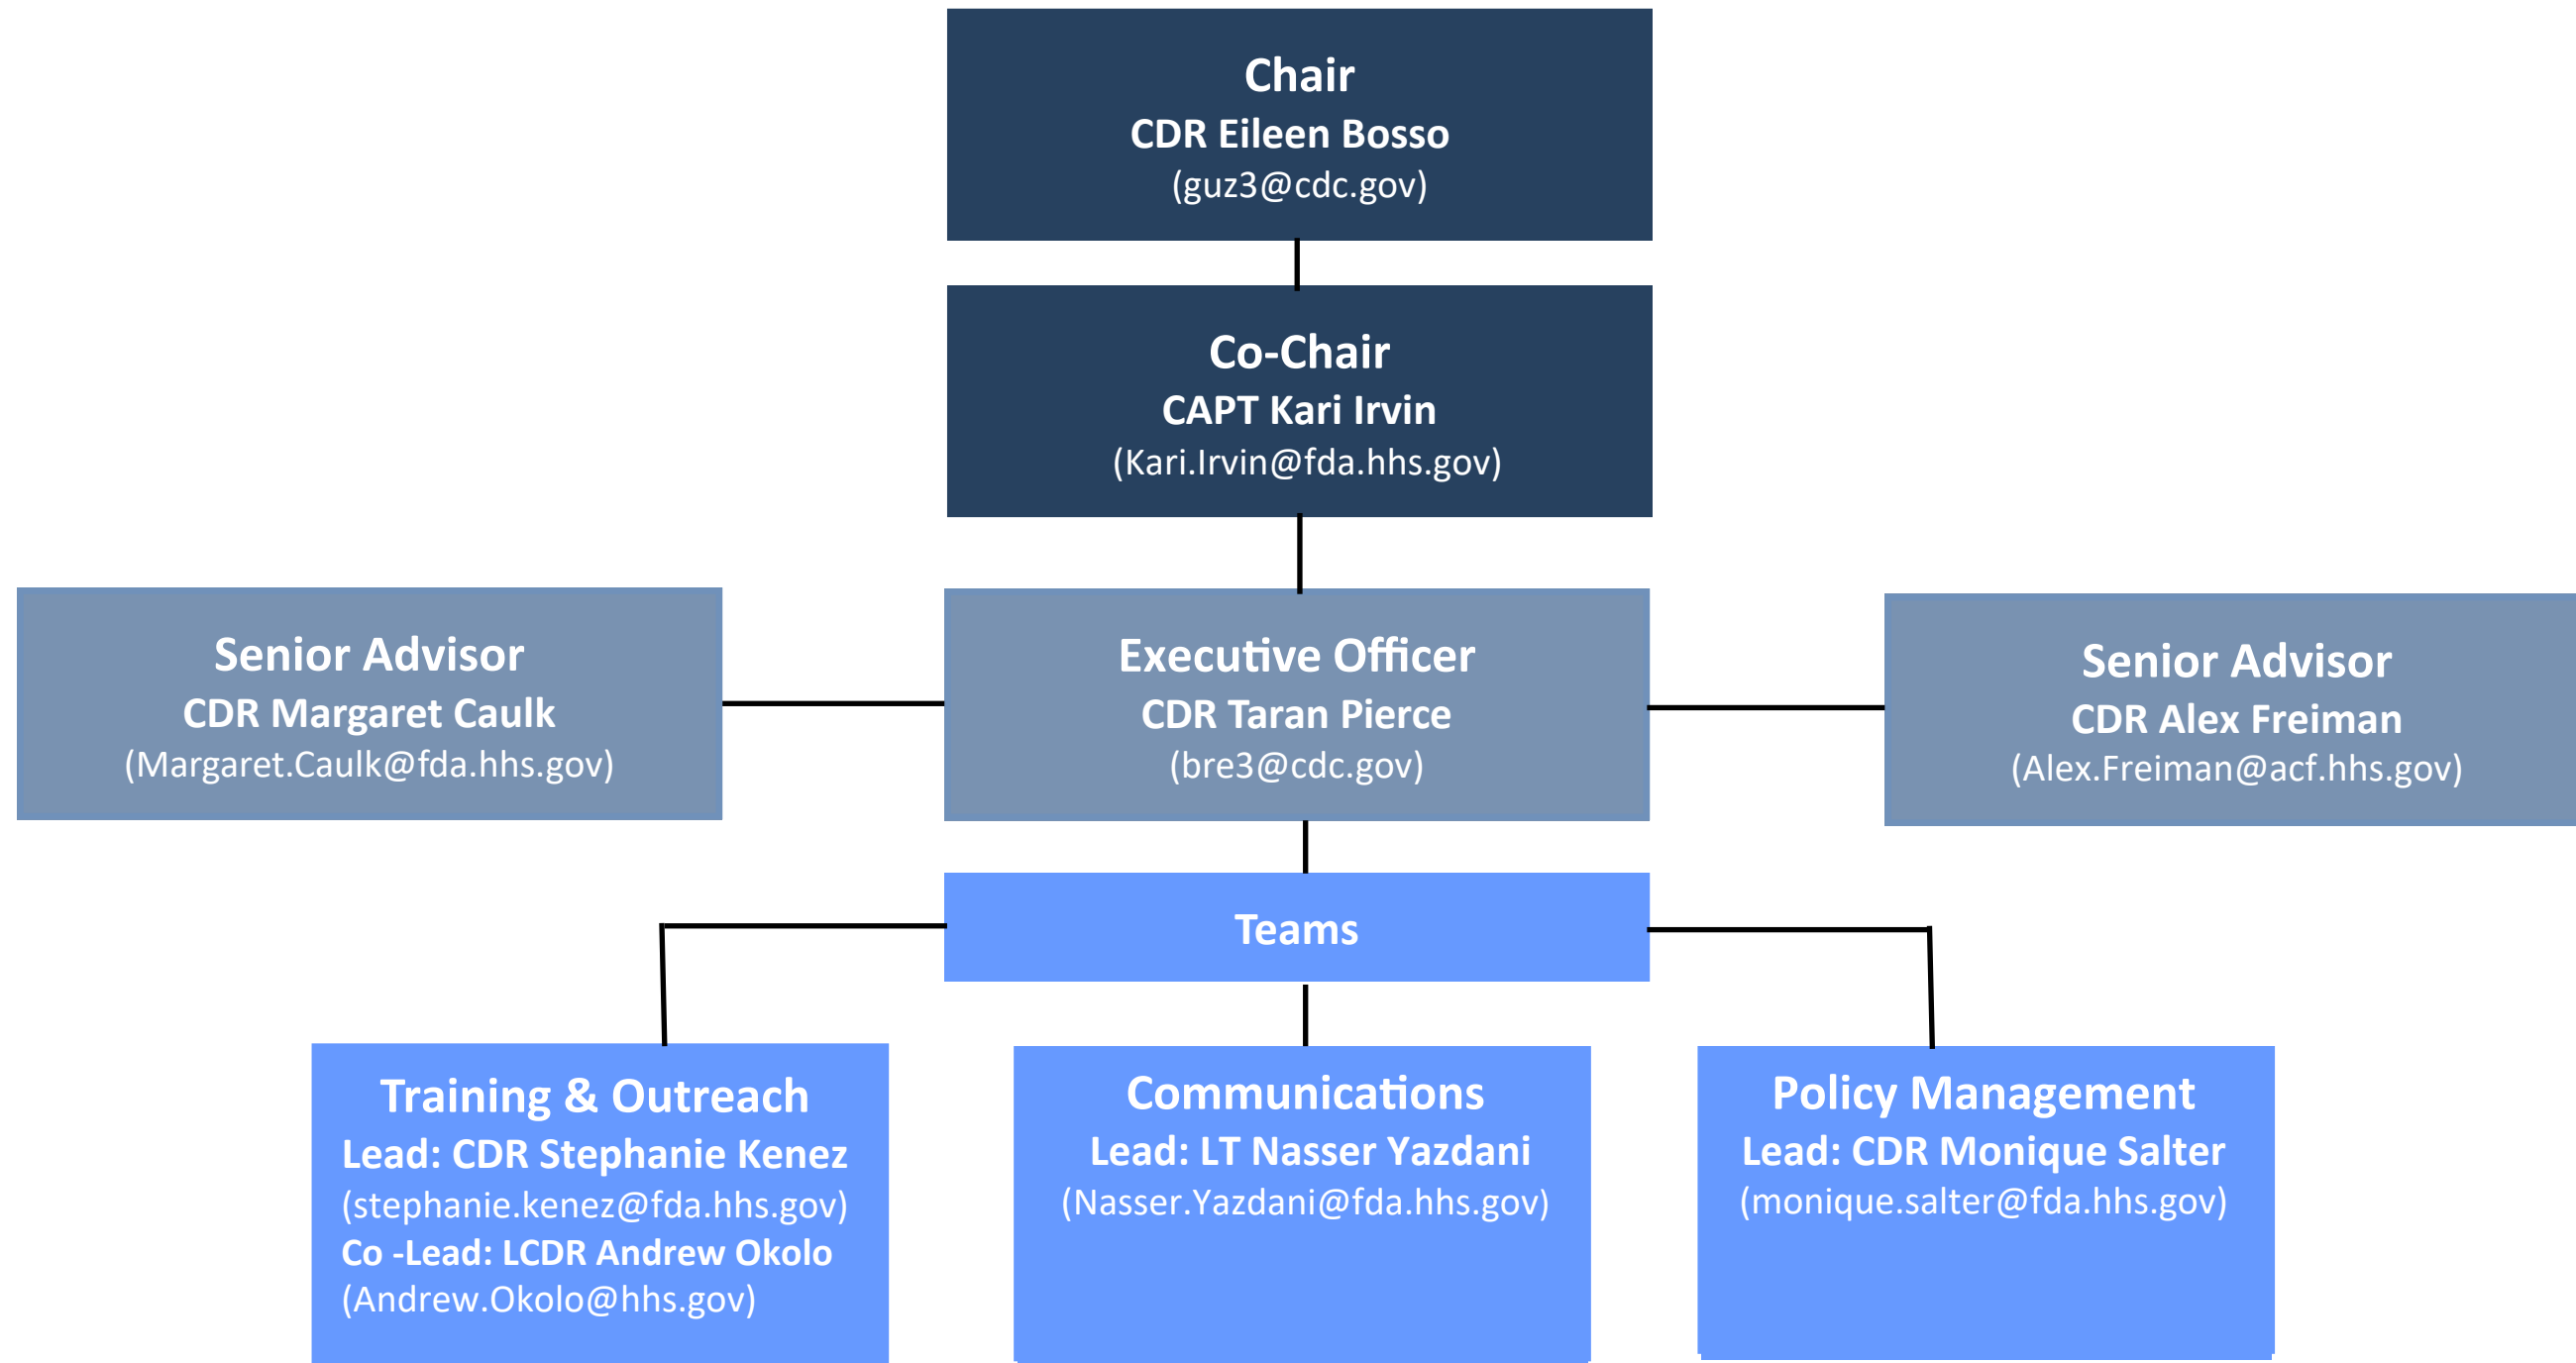 Chair
CDR Eileen Bosso
(guz3@cdc.gov)
Co-Chair
CAPT Kari Irvin
(Kari.Irvin@fda.hhs.gov)
Senior Advisor
CDR Margaret Caulk
(Margaret.Caulk@fda.hhs.gov)
Executive Officer
CDR Taran Pierce
(bre3@cdc.gov)
Senior Advisor
CDR Alex Freiman
(Alex.Freiman@acf.hhs.gov)
Teams
Training & Outreach
Lead: CDR Stephanie Kenez
(stephanie.kenez@fda.hhs.gov)
Co -Lead: LCDR Andrew Okolo
(Andrew.Okolo@hhs.gov)
Communications
Lead: LT Nasser Yazdani
(Nasser.Yazdani@fda.hhs.gov)
Policy Management
Lead: CDR Monique Salter
(monique.salter@fda.hhs.gov)